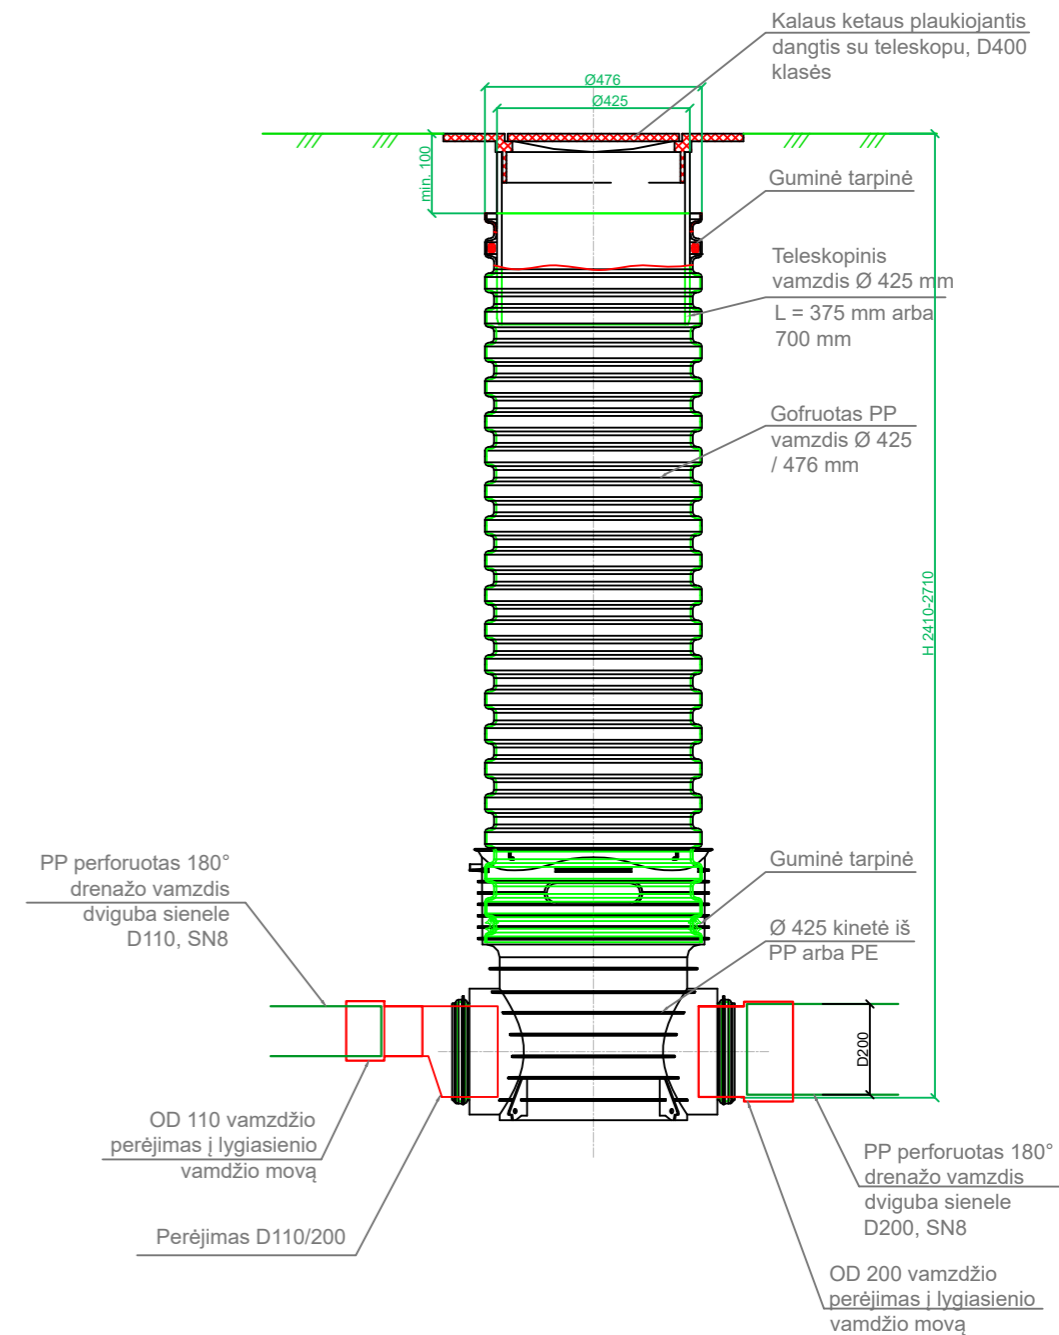 Kalaus ketaus plaukiojantis
dangtis su teleskopu, D400
klasės
Ø476
Ø425
min. 100
Guminė tarpinė
Teleskopinis
vamzdis Ø 425 mm
L = 375 mm arba
700 mm
Gofruotas PP
vamzdis Ø 425
/ 476 mm
H 2410-2710
PP perforuotas 180°
drenažo vamzdis
dviguba sienele
D110, SN8
Guminė tarpinė
Ø 425 kinetė iš
PP arba PE
D200
OD 110 vamzdžio
perėjimas į lygiasienio
vamdžio movą
Perėjimas D110/200
PP perforuotas 180°
drenažo vamzdis
dviguba sienele
D200, SN8
OD 200 vamzdžio
perėjimas į lygiasienio
vamdžio movą